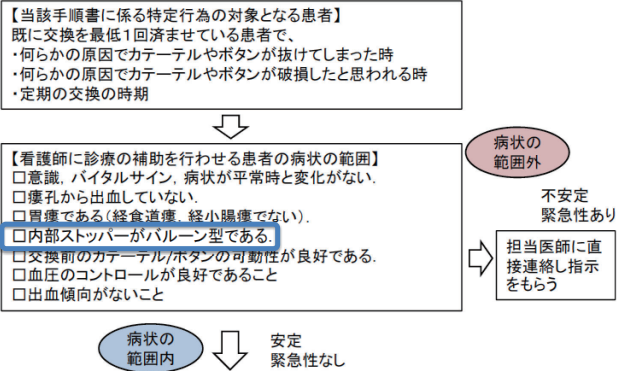 【当該手順書に係る特定行為の対象となる患者】
既に交換を最低1回済ませている患者で、
・何らかの原因でカテーテルやボタンが抜けてしまった時
・何らかの原因でカテーテルやボタンが破損したと思われる時
・定期の交換の時期
病状の
範囲外
【看護師に診療の補助を行わせる患者の病状の範囲】
□意識，バイタルサイン，病状が平常時と変化がない.
□瘻孔から出血していない.
□胃瘻である（経食道瘻，経小腸瘻でない）.
□内部ストッパーがバルーン型である.
□交換前のカテーテル/ボタンの可動性が良好である.
□血圧のコントロールが良好であること
□出血傾向がないこと
不安定
緊急性あり
担当医師に直
接連絡し指示
をもらう
病状の
範囲内
安定
緊急性なし